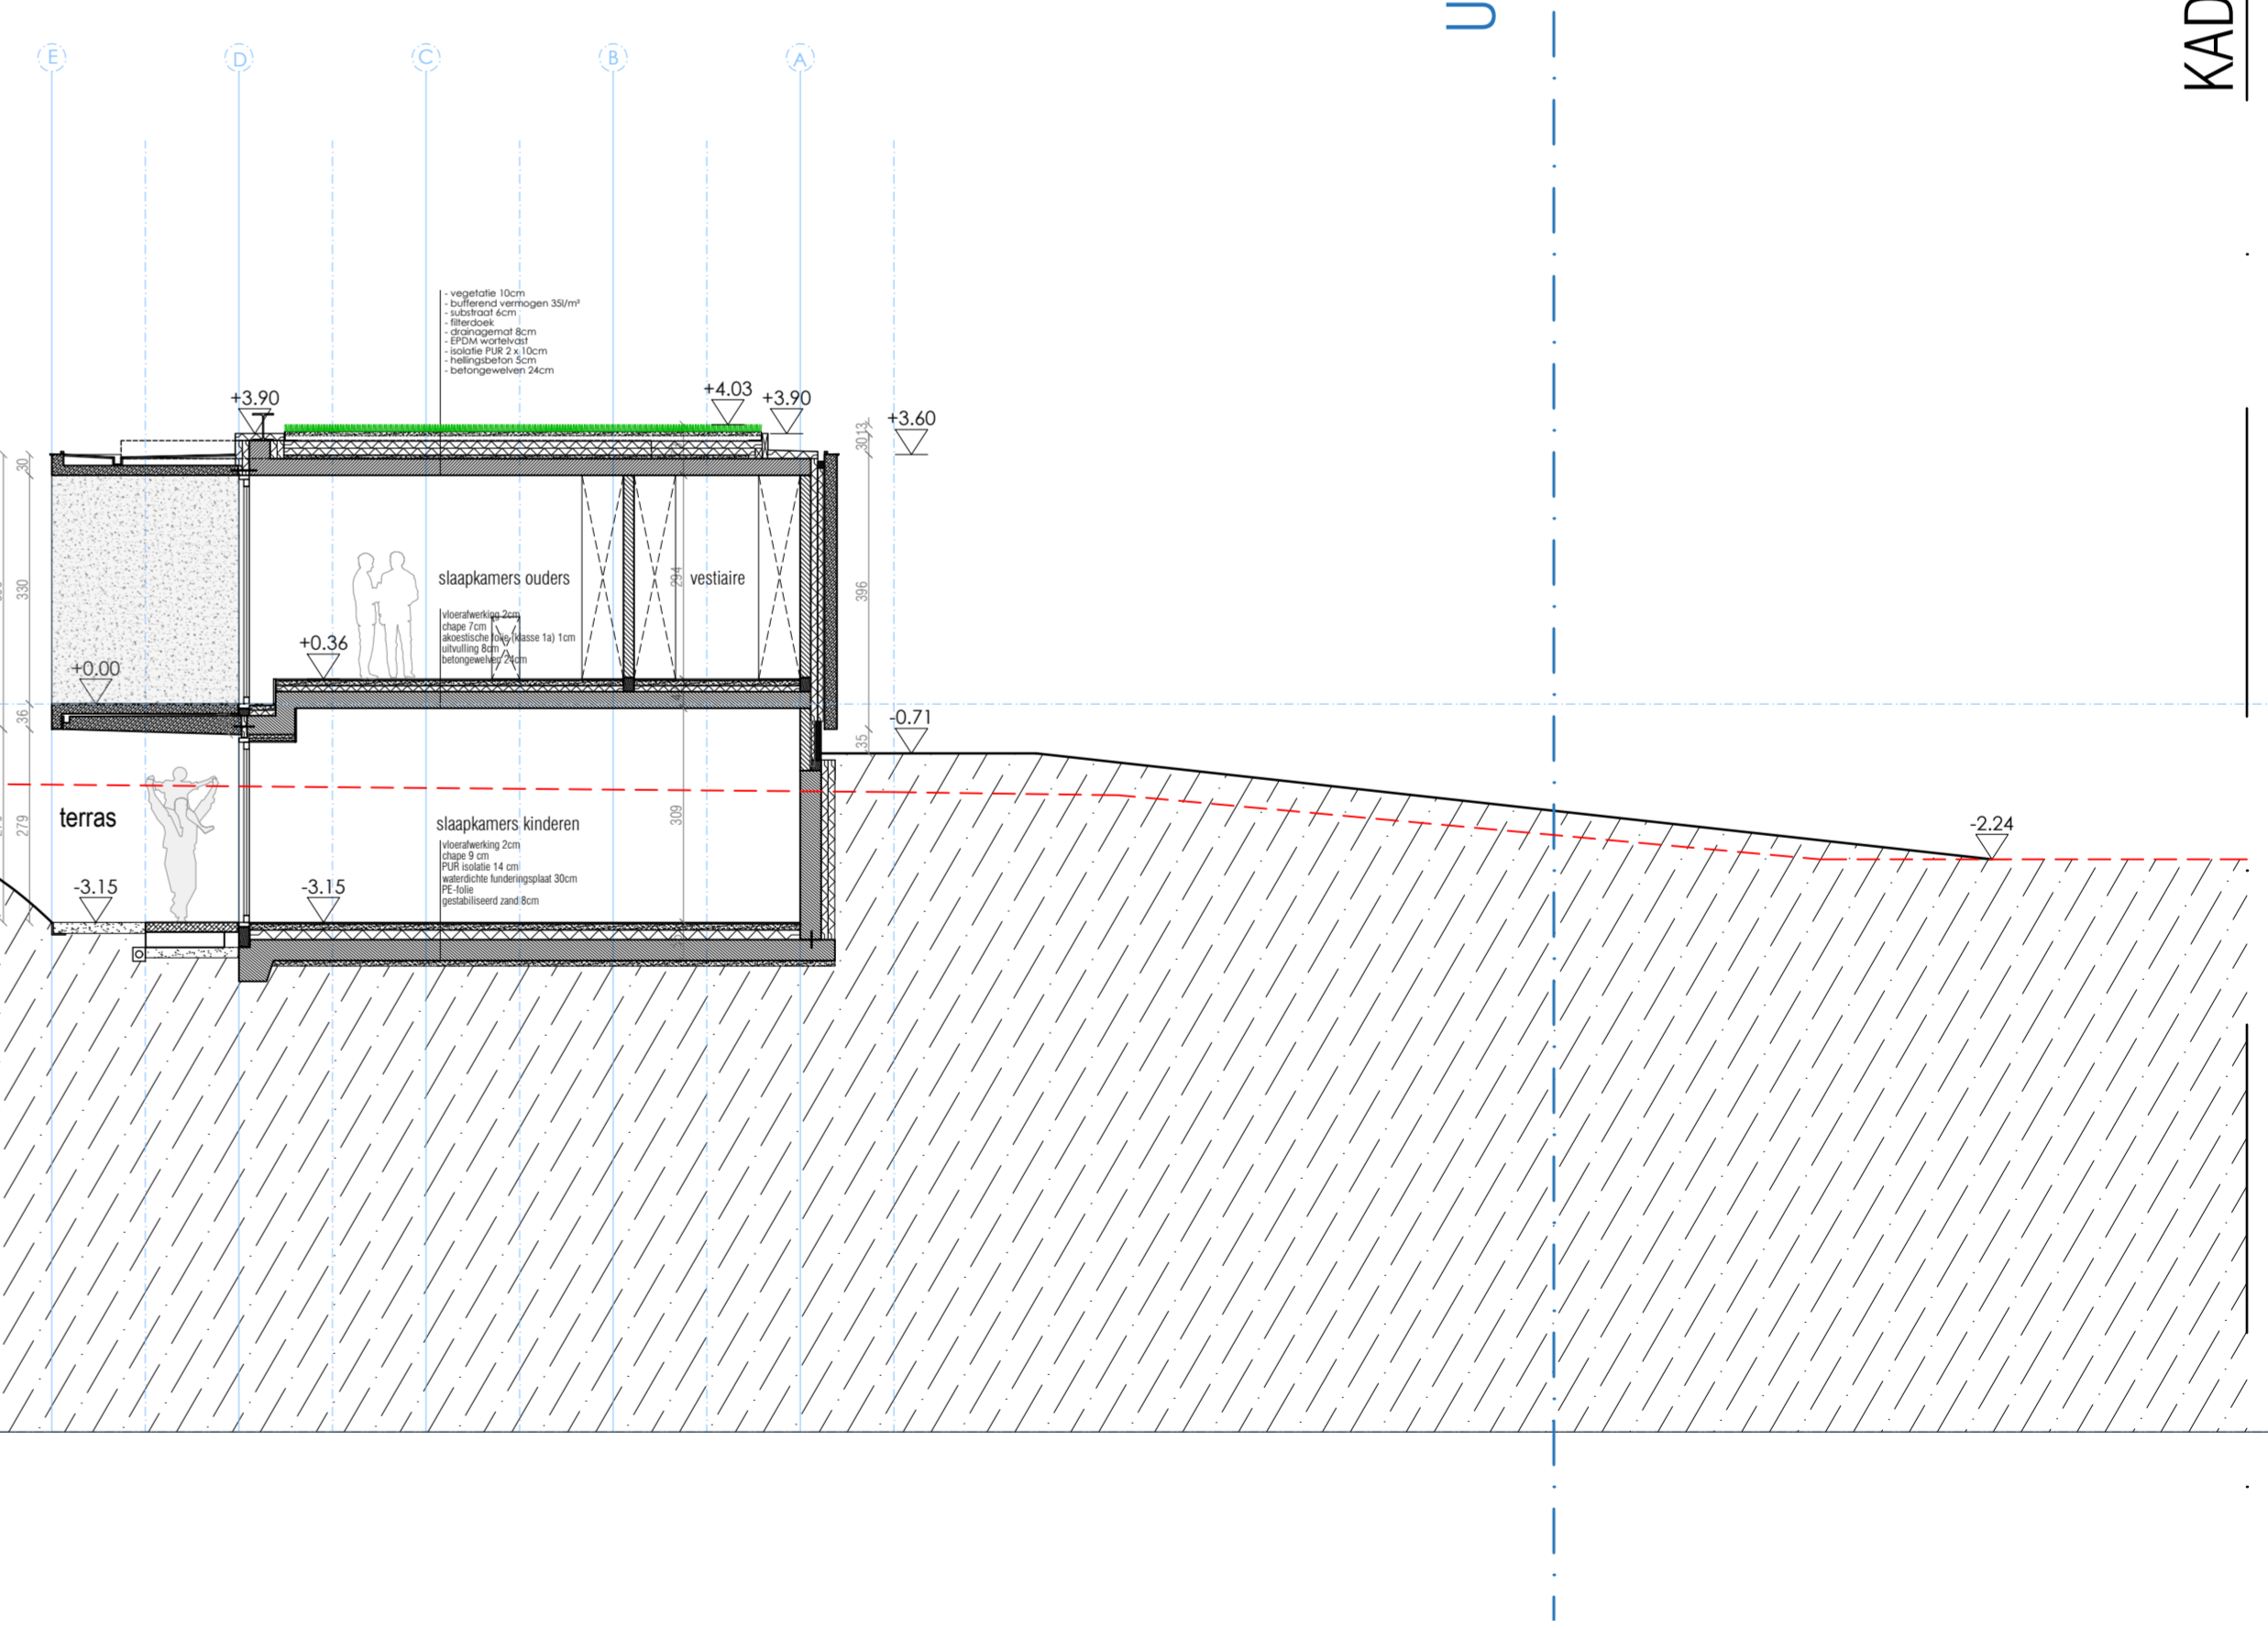 U
KAD
E
D
C
B
A
- vegetatie 10cm
- bufferend vermogen 35l/m²
- substraat 6cm
- filterdoek
- drainagemat 8cm
- EPDM wortelvast
- isolatie PUR 2 x 10cm
- hellingsbeton 5cm
- betongewelven 24cm
+3.90
+4.03
+3.90
+3.60
13
30
30
330
36
279
294
396
35
309
slaapkamers ouders
vestiaire
vloerafwerking 2cm
chape 7cm
akoestische folie (klasse 1a) 1cm
uitvulling 8cm
betongewelven 24cm
+0.36
+0.00
-0.71
terras
slaapkamers kinderen
vloerafwerking 2cm
chape 9 cm
PUR isolatie 14 cm
waterdichte funderingsplaat 30cm
PE-folie
gestabiliseerd zand 8cm
-2.24
-3.15
-3.15